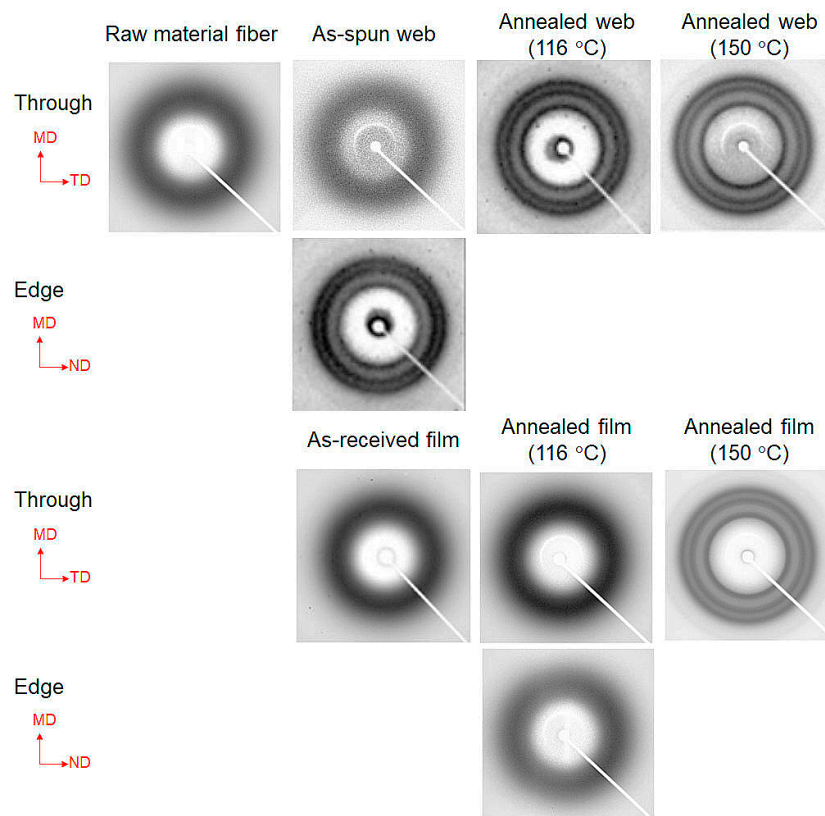 Raw material fiber
As-spun web
Annealed web
(116 °C)
Annealed web
(150 °C)
Through
MD
TD
Edge
MD
ND
As-received film
Annealed film
(116 °C)
Annealed film
(150 °C)
Through
MD
TD
Edge
MD
ND